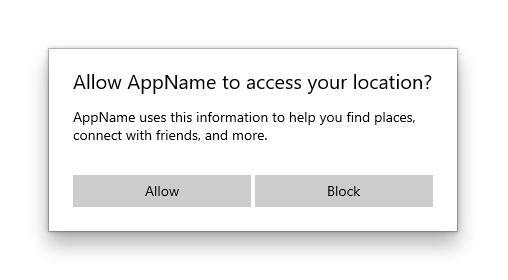 Allow AppName to access your location?
AppName uses this information to help you find places,
connect with friends, and more.
Allow
Block